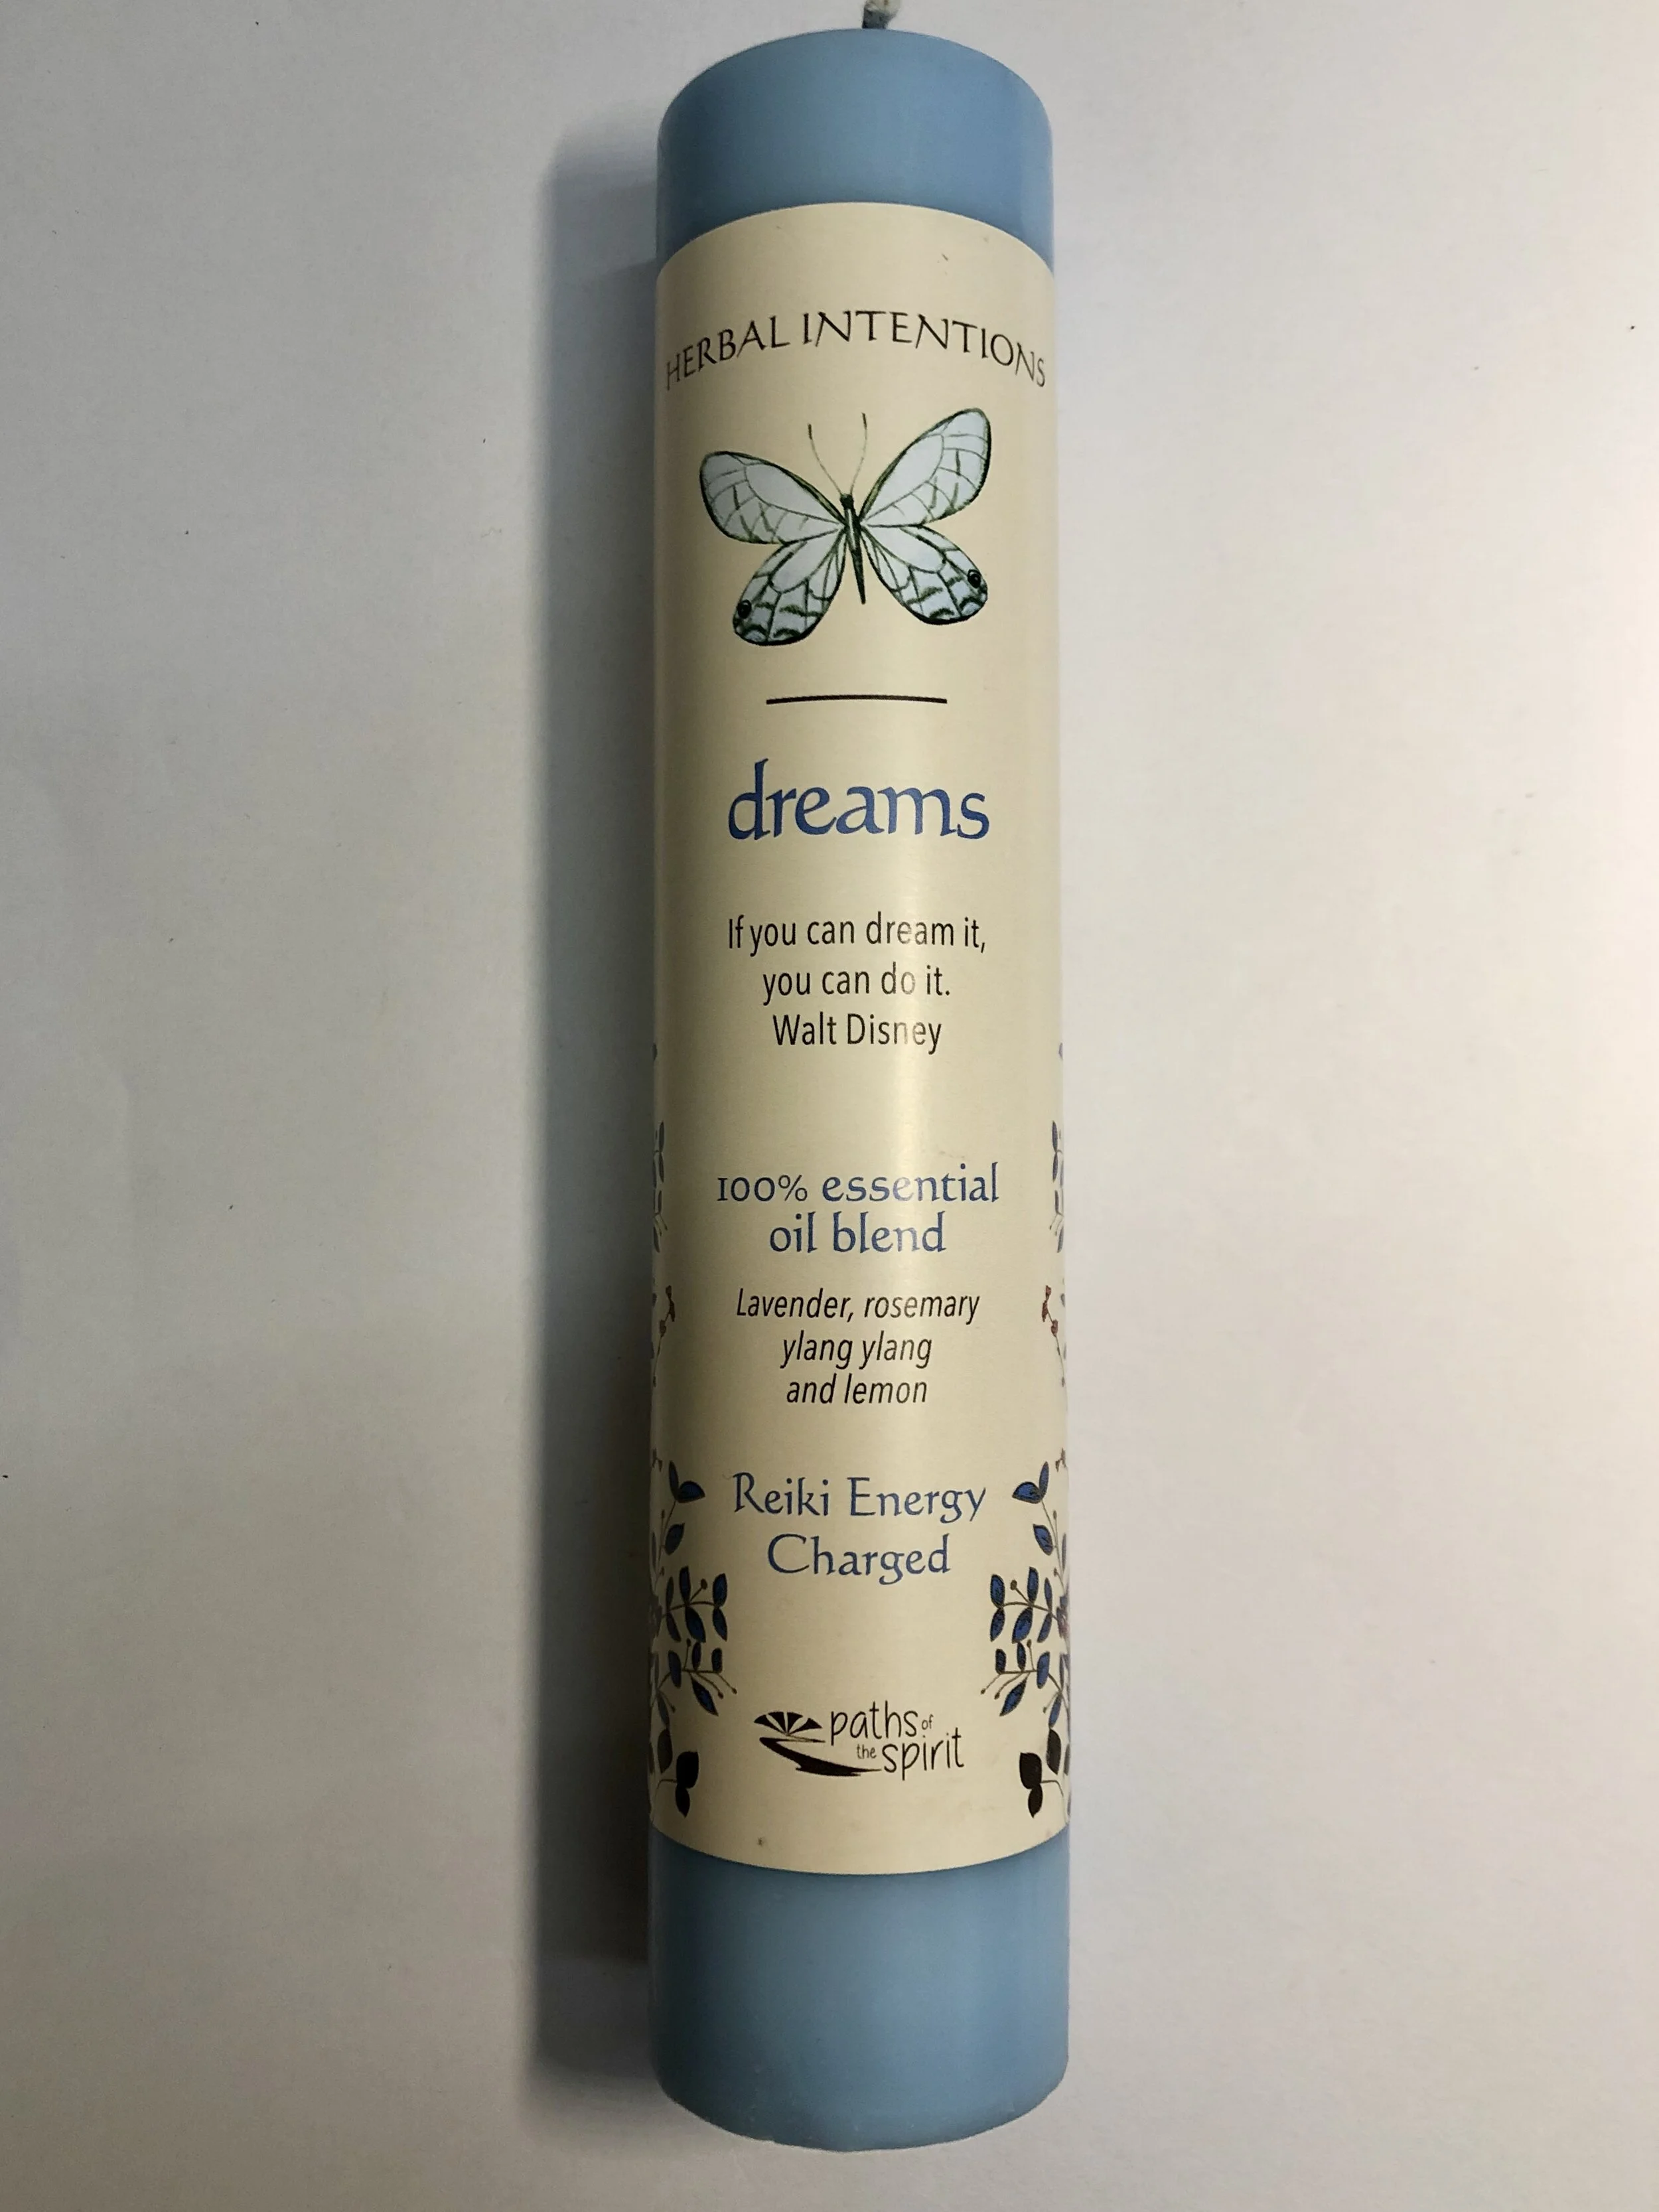 HERBAL INTENTIONS
dreams
If you can dream it,
you can do it.
Walt Disney
100% essential
oil blend
Lavender, rosemary
ylang ylang
and lemon
Reiki Energy
Charged
paths of
the spirit